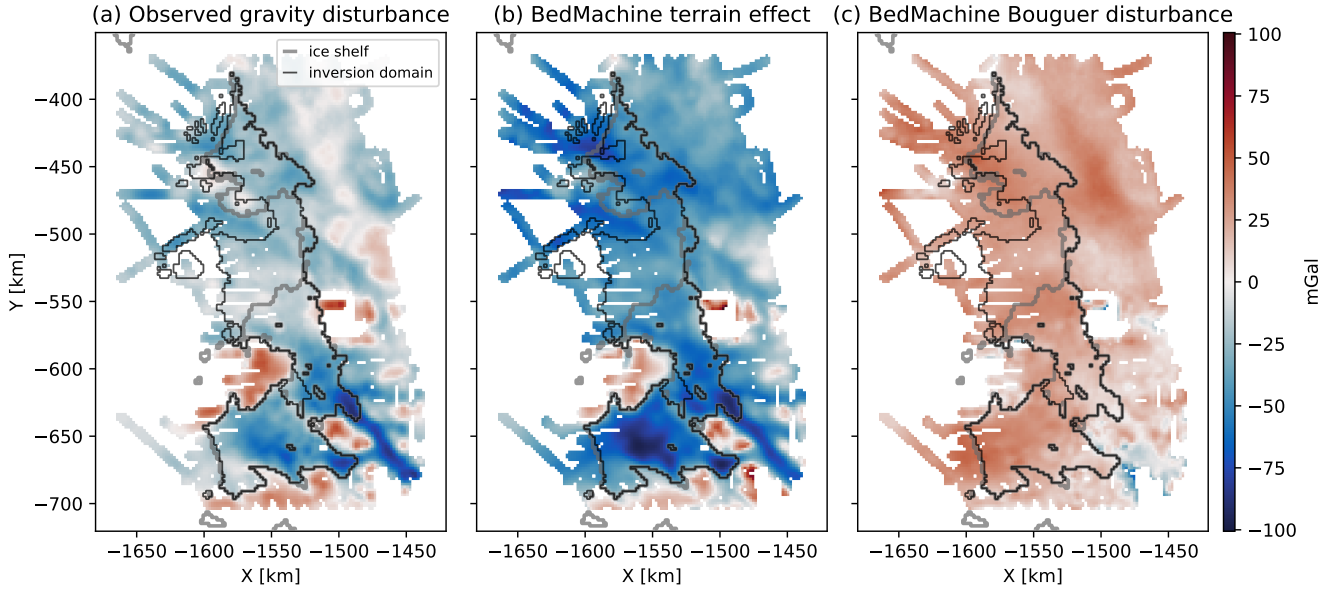 (a) Observed gravity disturbance
(b) BedMachine terrain effect
(c) BedMachine Bouguer disturbance
ice shelf
inversion domain
Y [km]
−400
−450
−500
−550
−600
−650
−700
−1650 −1600 −1550 −1500 −1450
X [km]
−1650 −1600 −1550 −1500 −1450
X [km]
−1650 −1600 −1550 −1500 −1450
X [km]
100
75
50
25
0
−25
−50
−75
−100
mGal